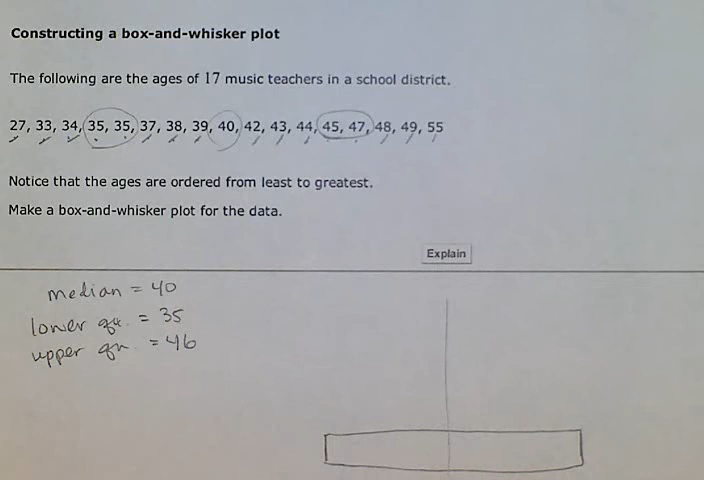 Constructing a box-and-whisker plot
The following are the ages of 17 music teachers in a school district.
27, 33, 34, 35, 35, 37, 38, 39, 40, 42, 43, 44, 45, 47, 48, 49, 55
Notice that the ages are ordered from least to greatest.
Make a box-and-whisker plot for the data.
Explain
median = 40
lower qu. = 35
upper qu. = 46